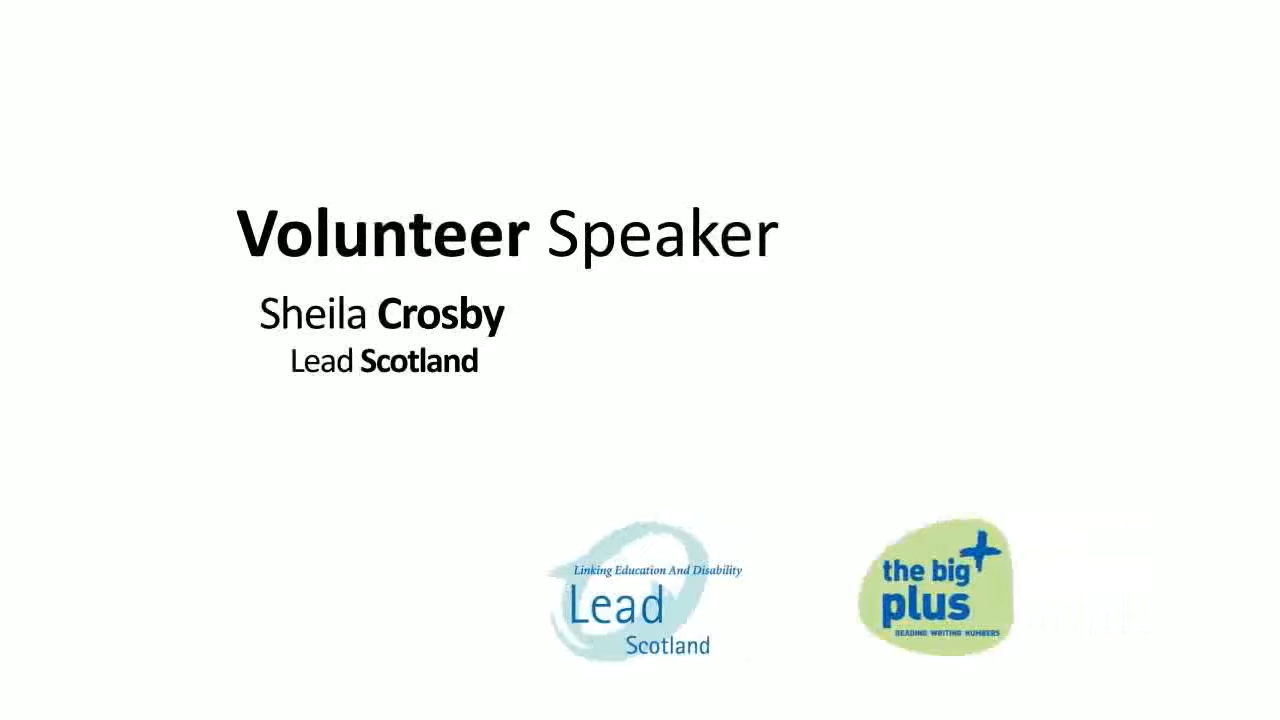 Volunteer Speaker
Sheila Crosby
Lead Scotland
Linking Education And Disability
Lead
Scotland
the big
plus
READING WRITING NUMBERS